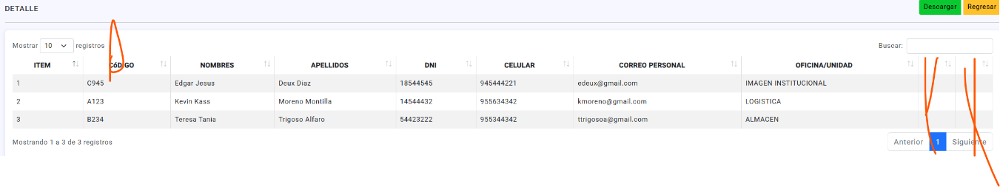 DETALLE Descargar Regresar
Mostrar 10 registros Buscar:
ITEM CóDIGO NOMBRES APELLIDOS DNI CELULAR CORREO PERSONAL OFICINA/UNIDAD
1 C945 Edgar Jesus Deux Diaz 18544545 945444221 edeux@gmail.com IMAGEN INSTITUCIONAL
2 A123 Kevin Kass Moreno Montilla 14544432 955634342 kmoreno@gmail.com LOGISTICA
3 B234 Teresa Tania Trigoso Alfaro 54423222 955344342 ttrigosoa@gmail.com ALMACEN
Mostrando 1 a 3 de 3 registros Anterior 1 Siguiente